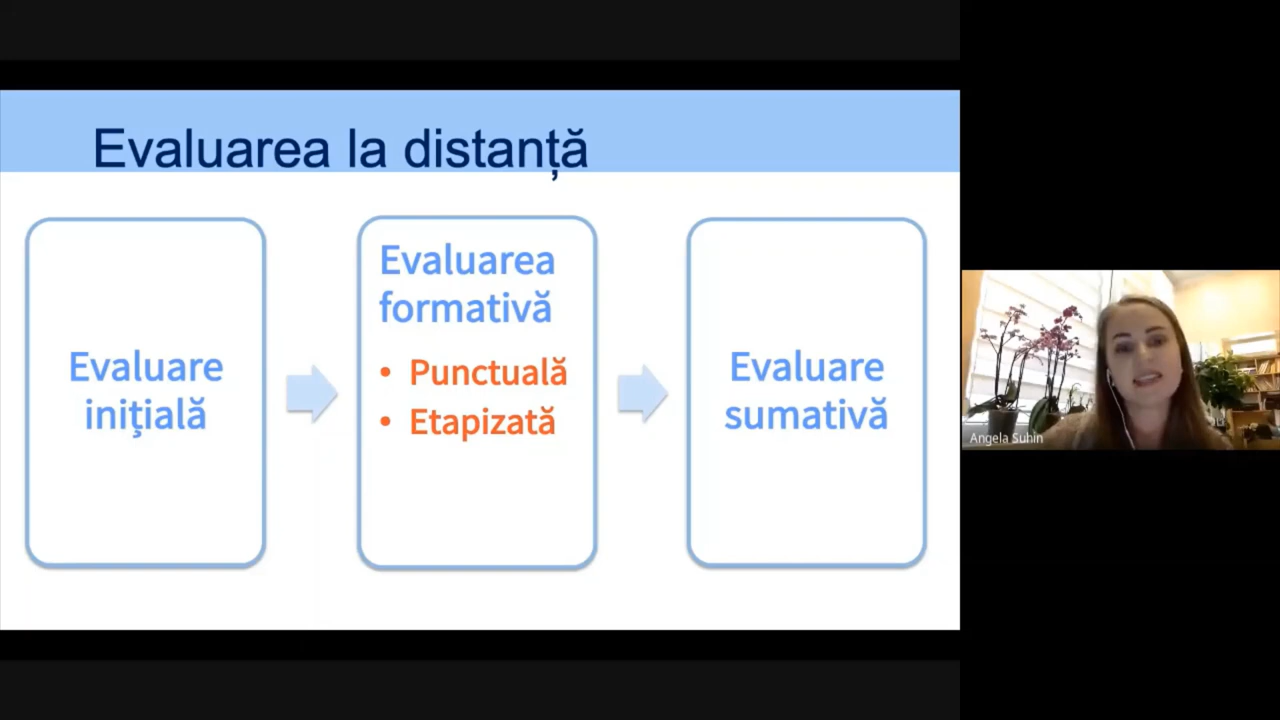 Evaluarea la distanță
Evaluare
inițială
Evaluarea
formativă
• Punctuală
• Etapizată
Evaluare
sumativă
Angela Suhin